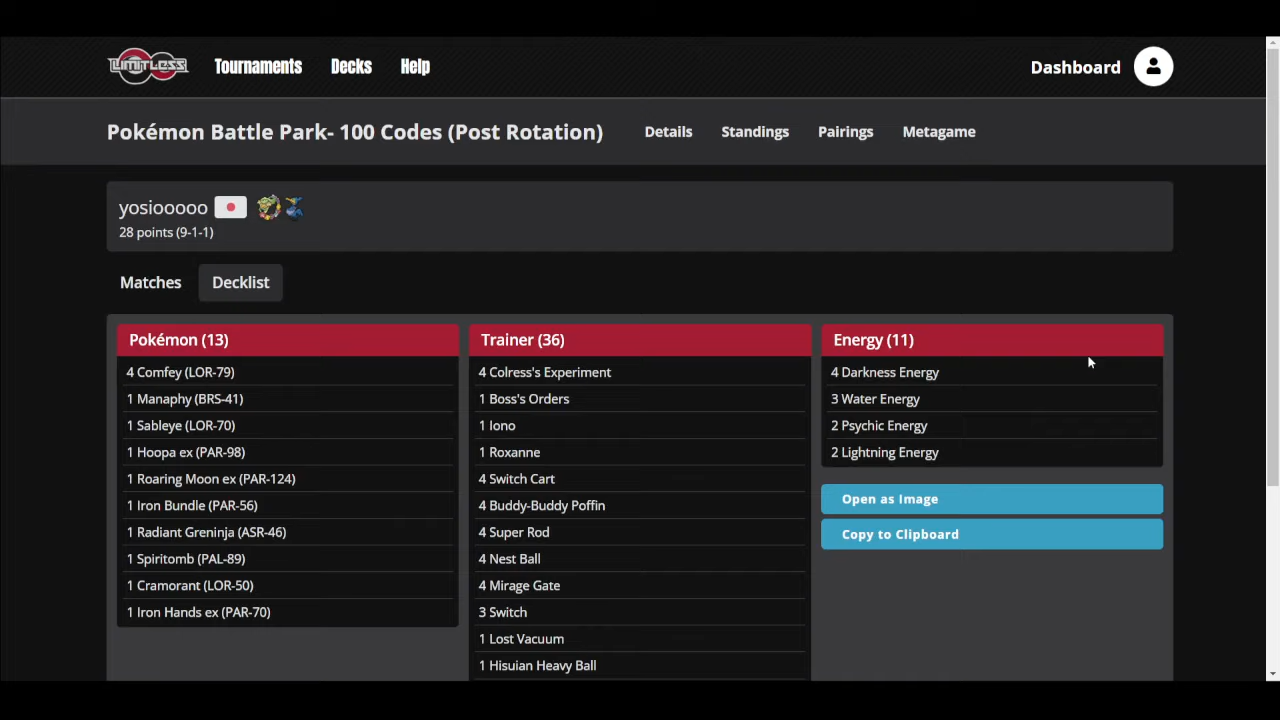 LIMITLESS Tournaments Decks Help Dashboard
Pokémon Battle Park- 100 Codes (Post Rotation) Details Standings Pairings Metagame
yosiooooo
28 points (9-1-1)
Matches Decklist
Pokémon (13)
4 Comfey (LOR-79)
1 Manaphy (BRS-41)
1 Sableye (LOR-70)
1 Hoopa ex (PAR-98)
1 Roaring Moon ex (PAR-124)
1 Iron Bundle (PAR-56)
1 Radiant Greninja (ASR-46)
1 Spiritomb (PAL-89)
1 Cramorant (LOR-50)
1 Iron Hands ex (PAR-70)
Trainer (36)
4 Colress's Experiment
1 Boss's Orders
1 Iono
1 Roxanne
4 Switch Cart
4 Buddy-Buddy Poffin
4 Super Rod
4 Nest Ball
4 Mirage Gate
3 Switch
1 Lost Vacuum
1 Hisuian Heavy Ball
Energy (11)
4 Darkness Energy
3 Water Energy
2 Psychic Energy
2 Lightning Energy
Open as Image
Copy to Clipboard